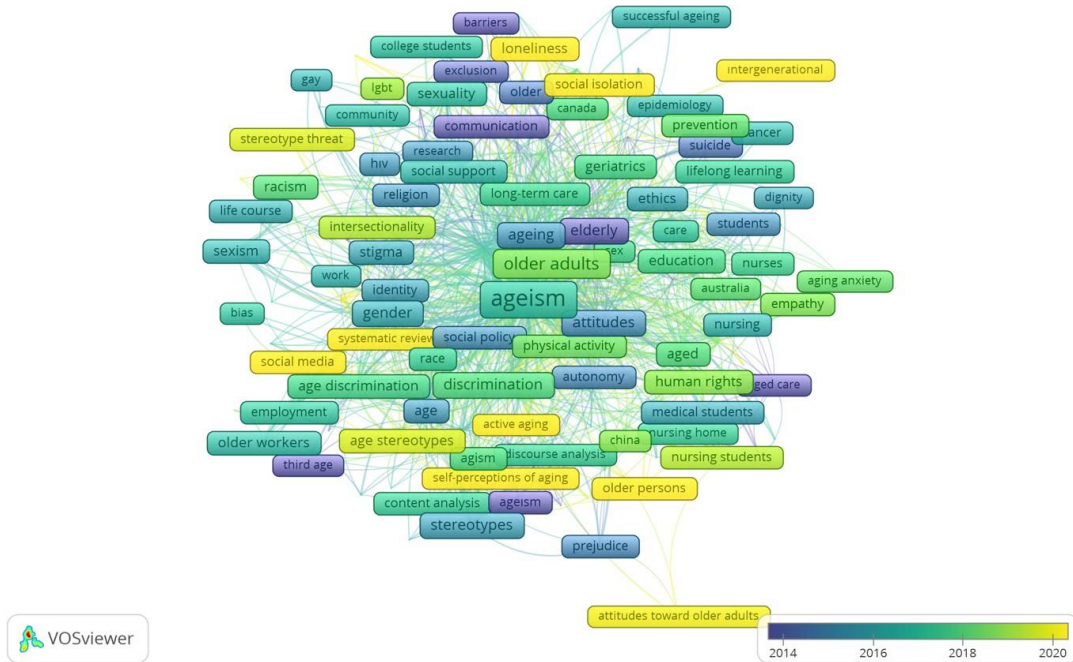 successful ageing
barriers
college students
loneliness
intergenerational
exclusion
gay
social isolation
lgbt
sexuality
older
epidemiology
canada
community
prevention
communication
cancer
stereotype threat
suicide
research
hiv
social support
geriatrics
lifelong learning
racism
religion
long-term care
ethics
dignity
life course
students
intersectionality
elderly
care
ageing
sexism
stigma
sex
education
nurses
older adults
work
aging anxiety
identity
australia
ageism
empathy
bias
gender
attitudes
nursing
systematic review
social policy
physical activity
social media
race
aged
autonomy
human rights
age discrimination
discrimination
aged care
employment
age
medical students
active aging
nursing home
older workers
age stereotypes
china
discourse analysis
agism
nursing students
third age
self-perceptions of aging
older persons
content analysis
ageism
stereotypes
prejudice
attitudes toward older adults
VOSviewer
2014 2016 2018 2020